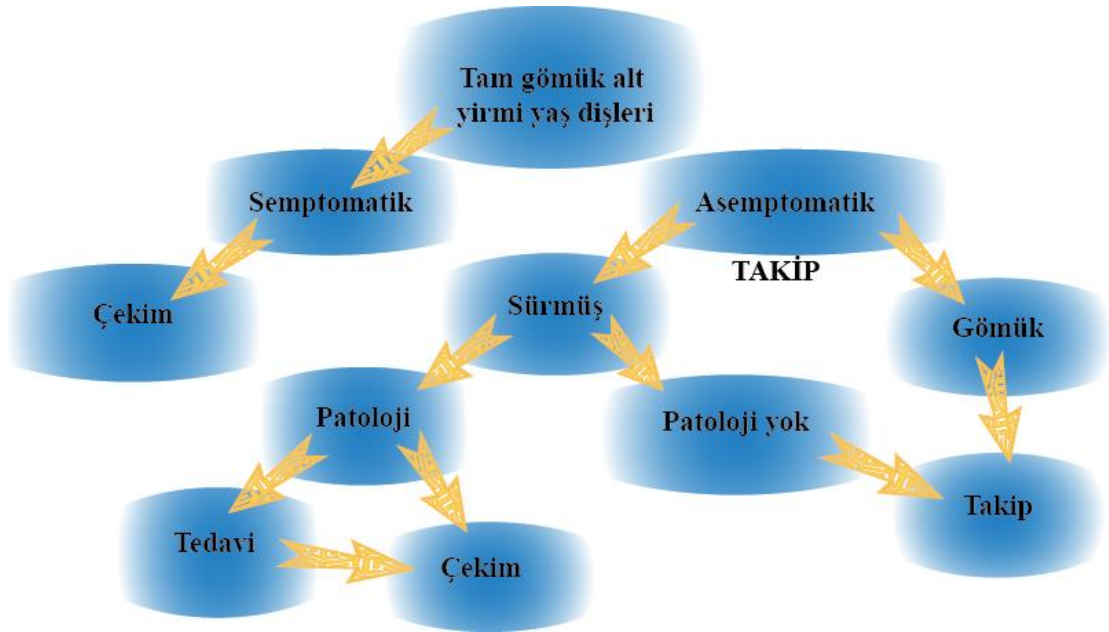 Tam gömük alt
yirmi yaş dişleri
Semptomatik
Asemptomatik
TAKİP
Çekim
Sürmüş
Gömük
Patoloji
Patoloji yok
Takip
Tedavi
Çekim